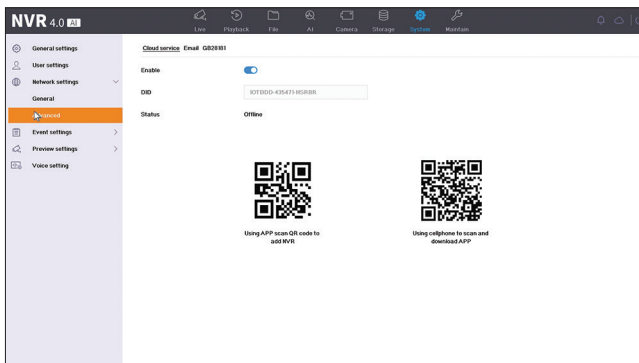 NVR 4.0 AI
Live Playback File AI Camera Storage System Maintain
General settings
User settings
Network settings
General
Advanced
Event settings
Preview settings
Voice setting
Cloud service Email GB28181
Enable
DID
Status Offline
Using APP scan QR code to
add NVR
Using cellphone to scan and
download APP